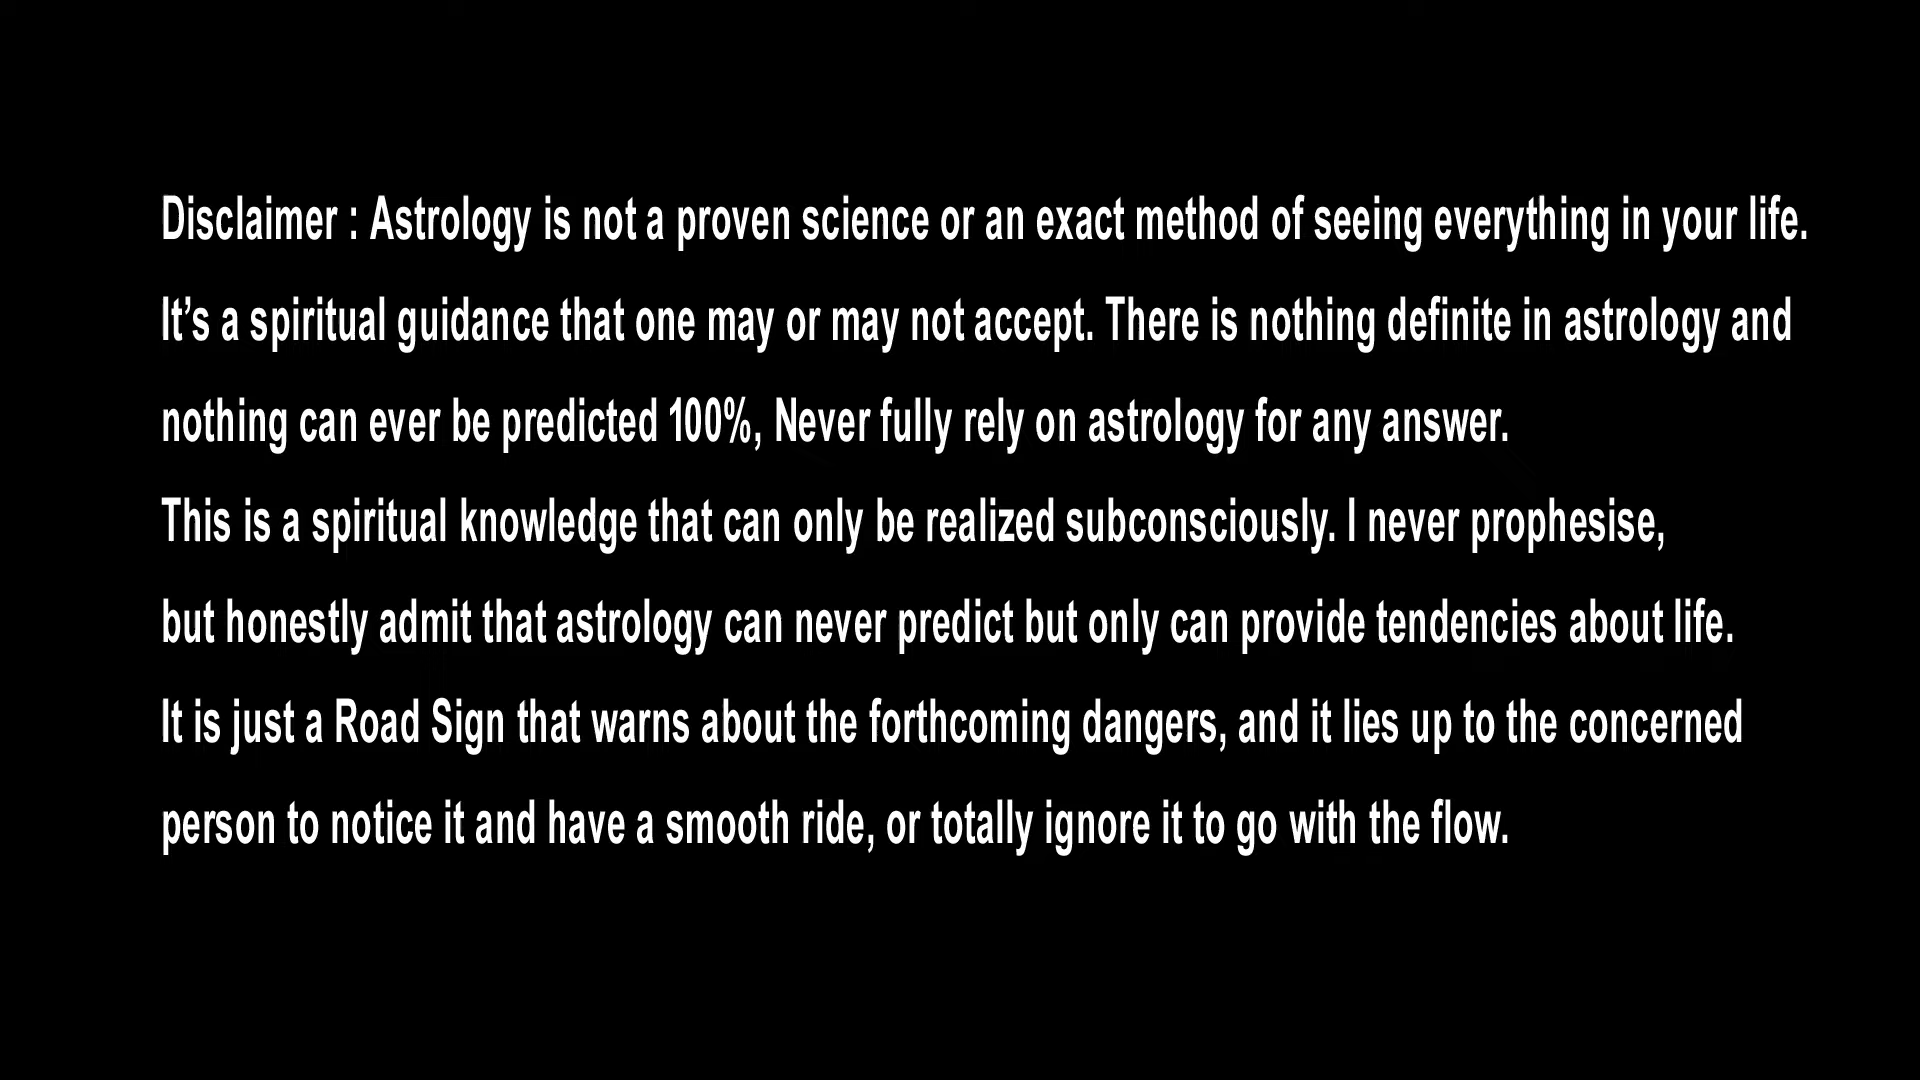 Disclaimer : Astrology is not a proven science or an exact method of seeing everything in your life.
It’s a spiritual guidance that one may or may not accept. There is nothing definite in astrology and
nothing can ever be predicted 100%, Never fully rely on astrology for any answer.
This is a spiritual knowledge that can only be realized subconsciously. I never prophesise,
but honestly admit that astrology can never predict but only can provide tendencies about life.
It is just a Road Sign that warns about the forthcoming dangers, and it lies up to the concerned
person to notice it and have a smooth ride, or totally ignore it to go with the flow.